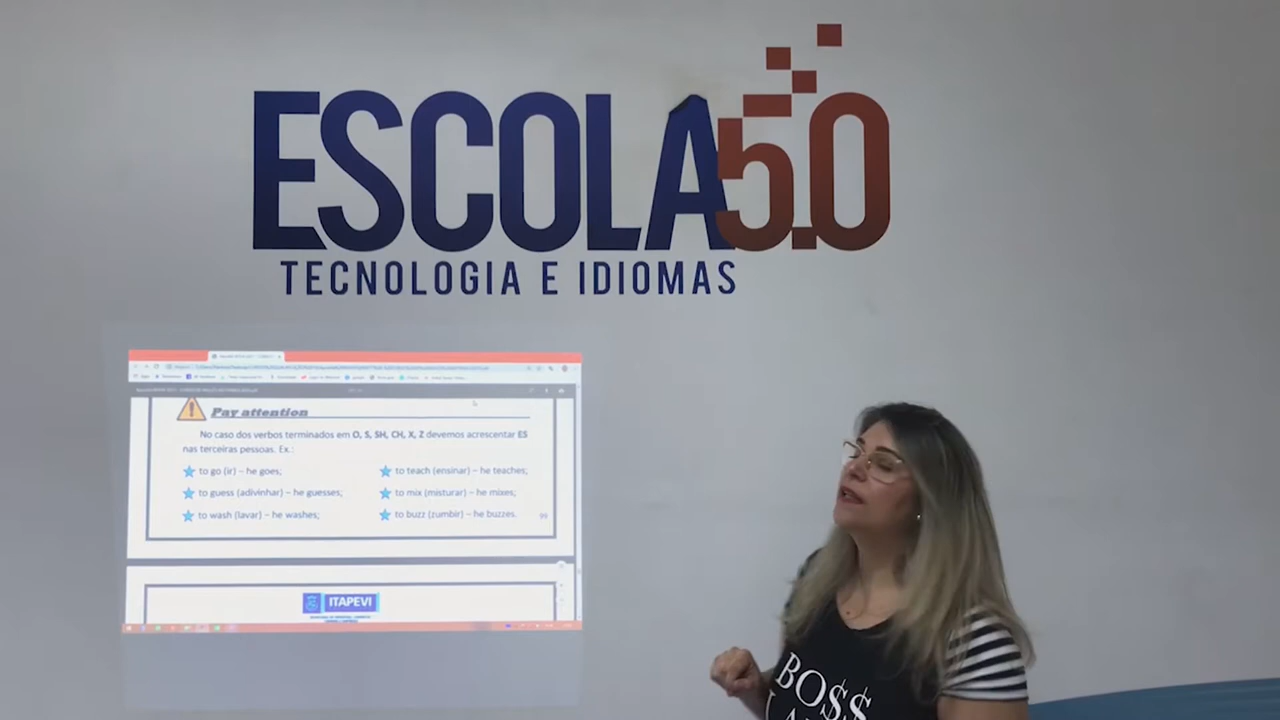 ESCOLA 5.0
TECNOLOGIA E IDIOMAS
Pay attention
No caso dos verbos terminados em O, S, SH, CH, X, Z devemos acrescentar ES
nas terceiras pessoas. Ex.:
to go (ir) – he goes;
to teach (ensinar) – he teaches;
to guess (adivinhar) – he guesses;
to mix (misturar) – he mixes;
to wash (lavar) – he washes;
to buzz (zumbir) – he buzzes.
99
ITAPEVI
BO$$